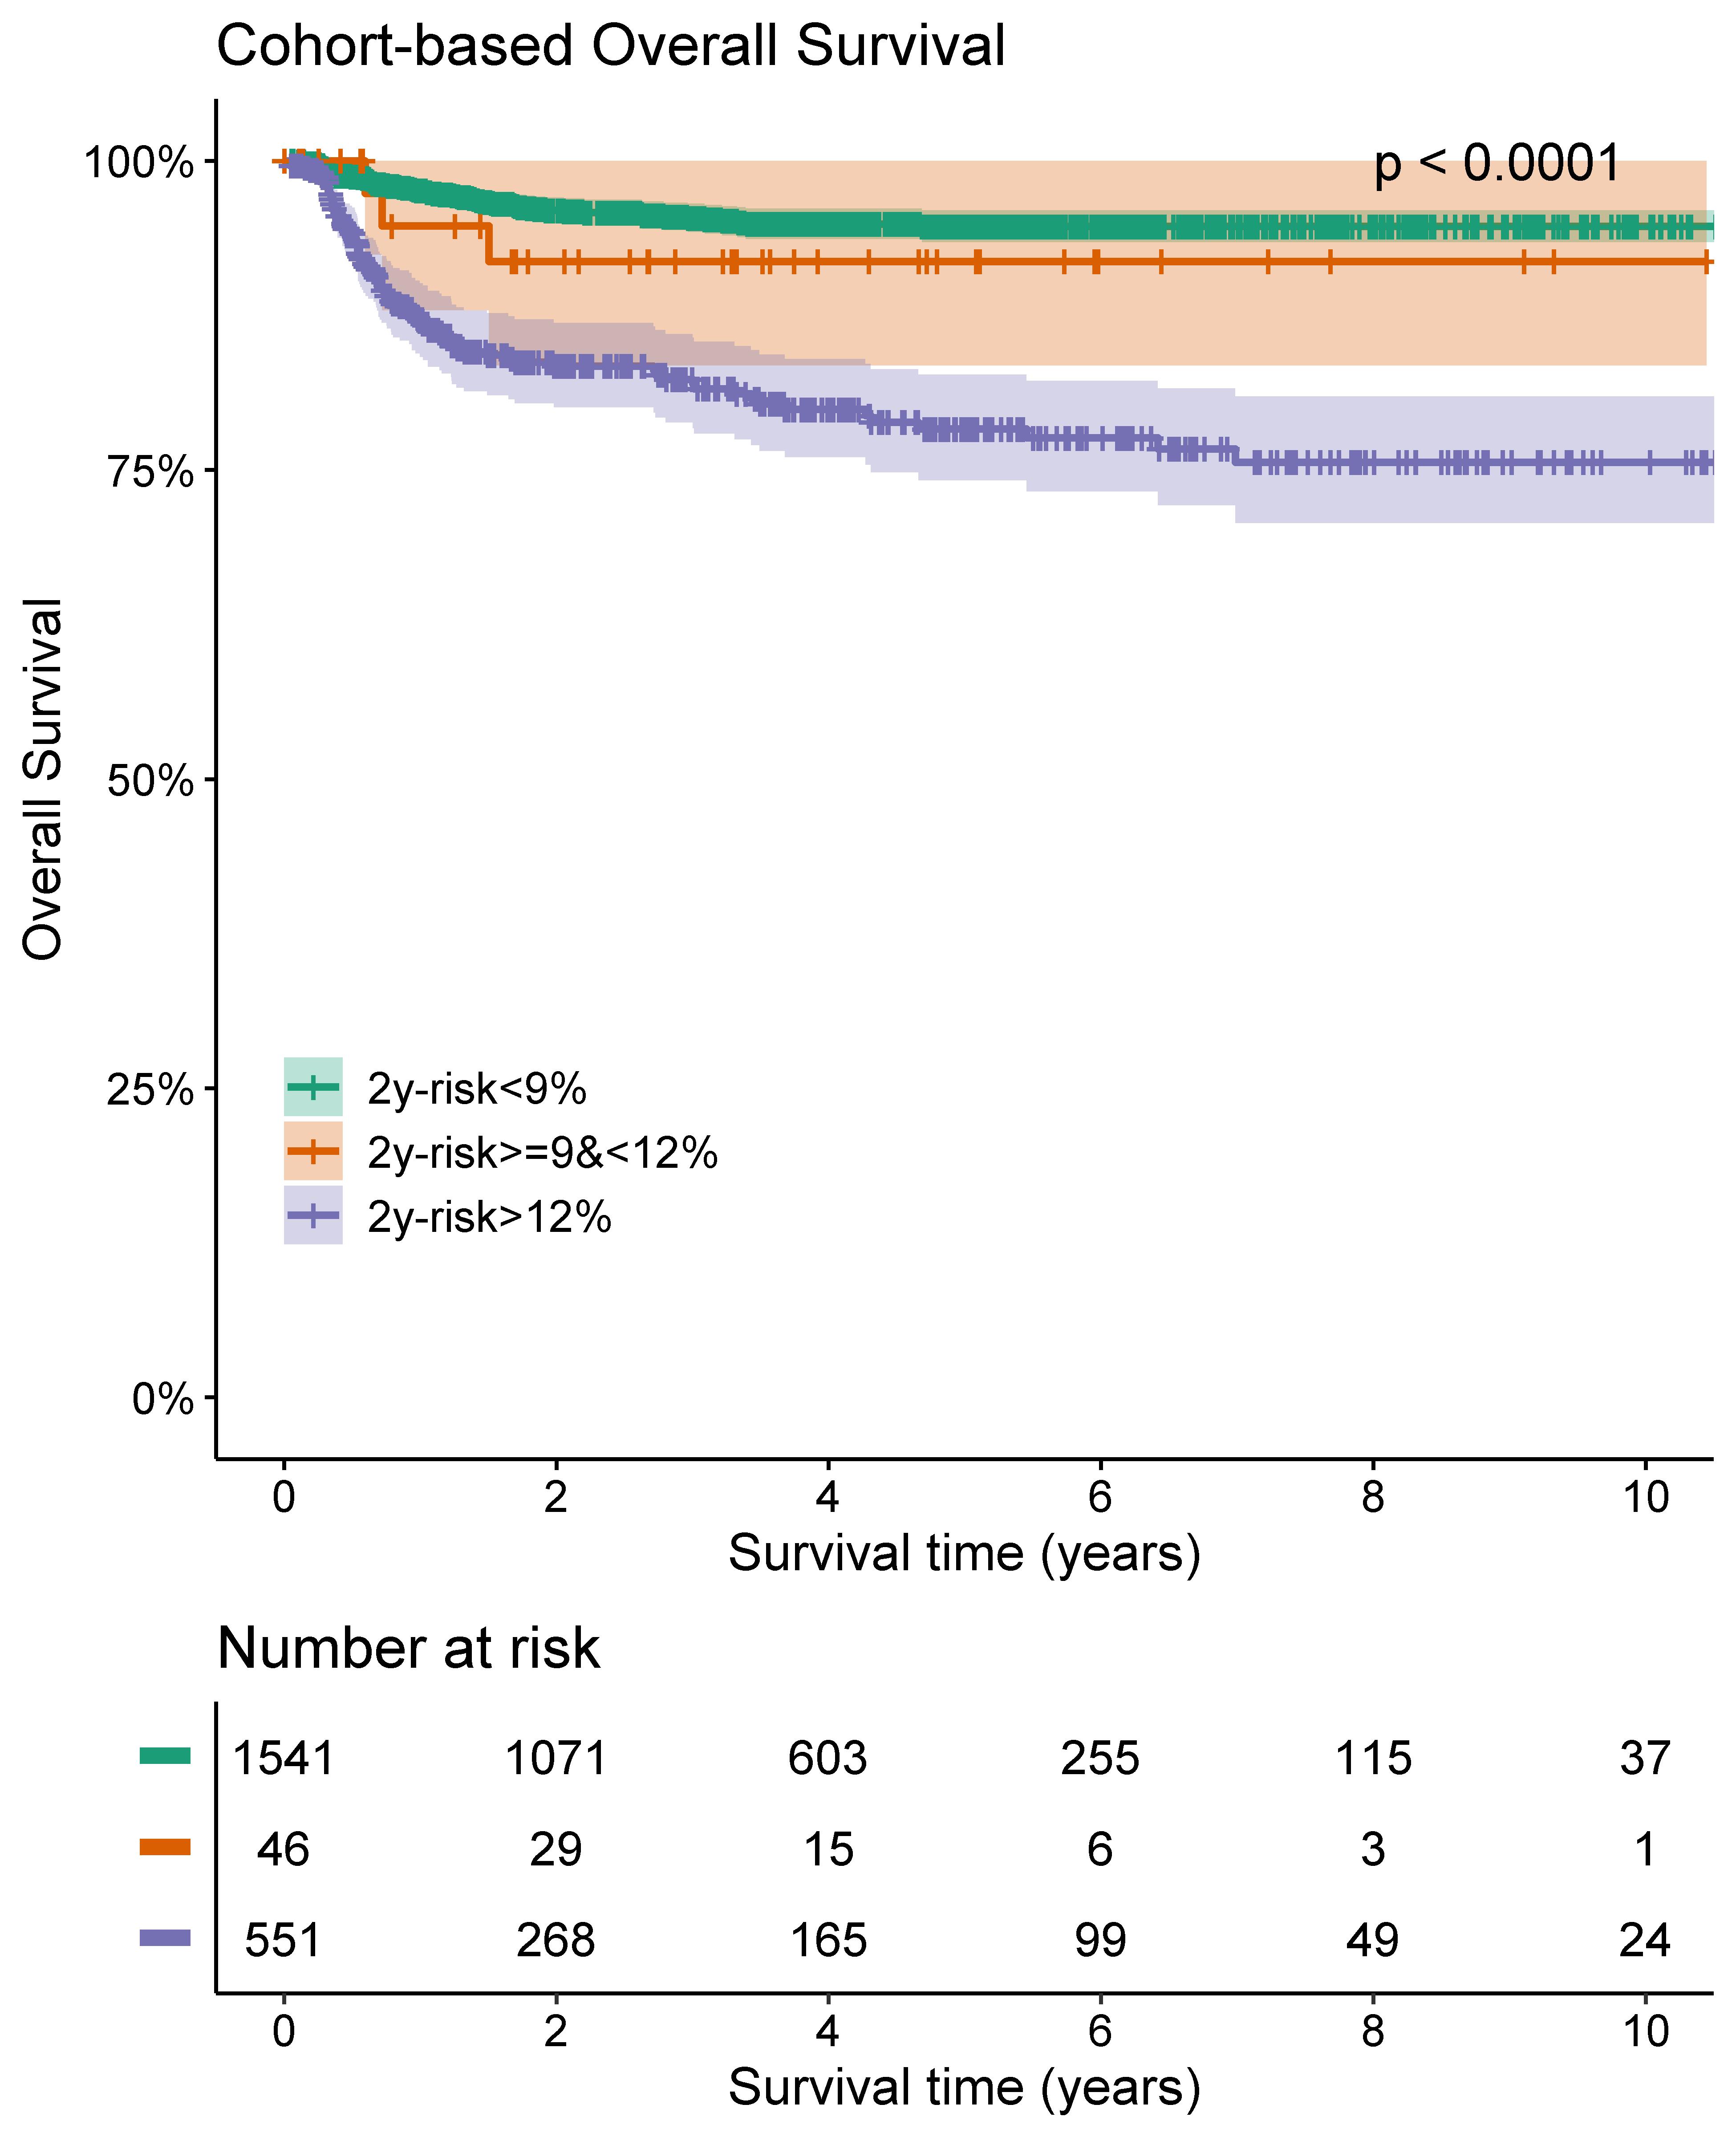 Cohort-based Overall Survival
100%
p < 0.0001
75%
50%
25%
0%
Overall Survival
2y-risk<9%
2y-risk>=9&<12%
2y-risk>12%
0 2 4 6 8 10
Survival time (years)
Number at risk
1541 1071 603 255 115 37
46 29 15 6 3 1
551 268 165 99 49 24
0 2 4 6 8 10
Survival time (years)